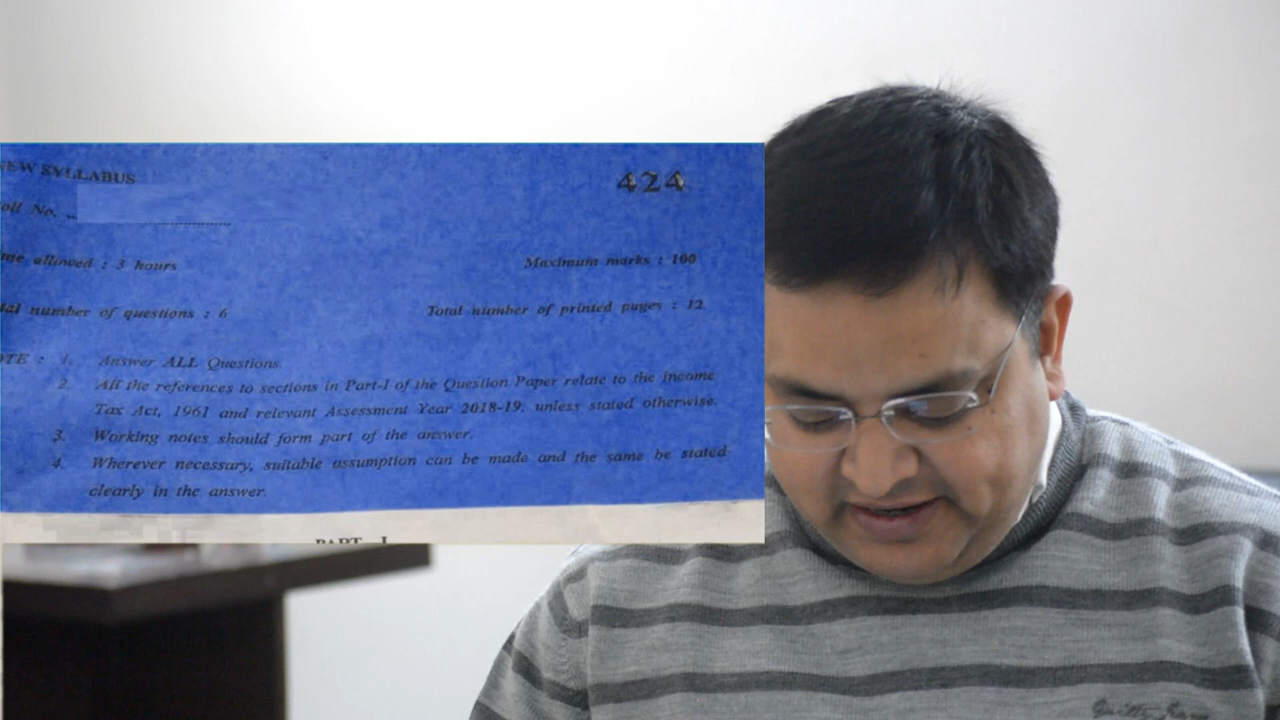 NEW SYLLABUS
424
oll No. ..............................
me allowed : 3 hours
Maximum marks : 100
tal number of questions : 6
Total number of printed pages : 12
OTE : 1. Answer ALL Questions.
2. All the references to sections in Part-I of the Question Paper relate to the income
Tax Act, 1961 and relevant Assessment Year 2018-19, unless stated otherwise.
3. Working notes should form part of the answer.
4. Wherever necessary, suitable assumption can be made and the same be stated
clearly in the answer.
PART - I